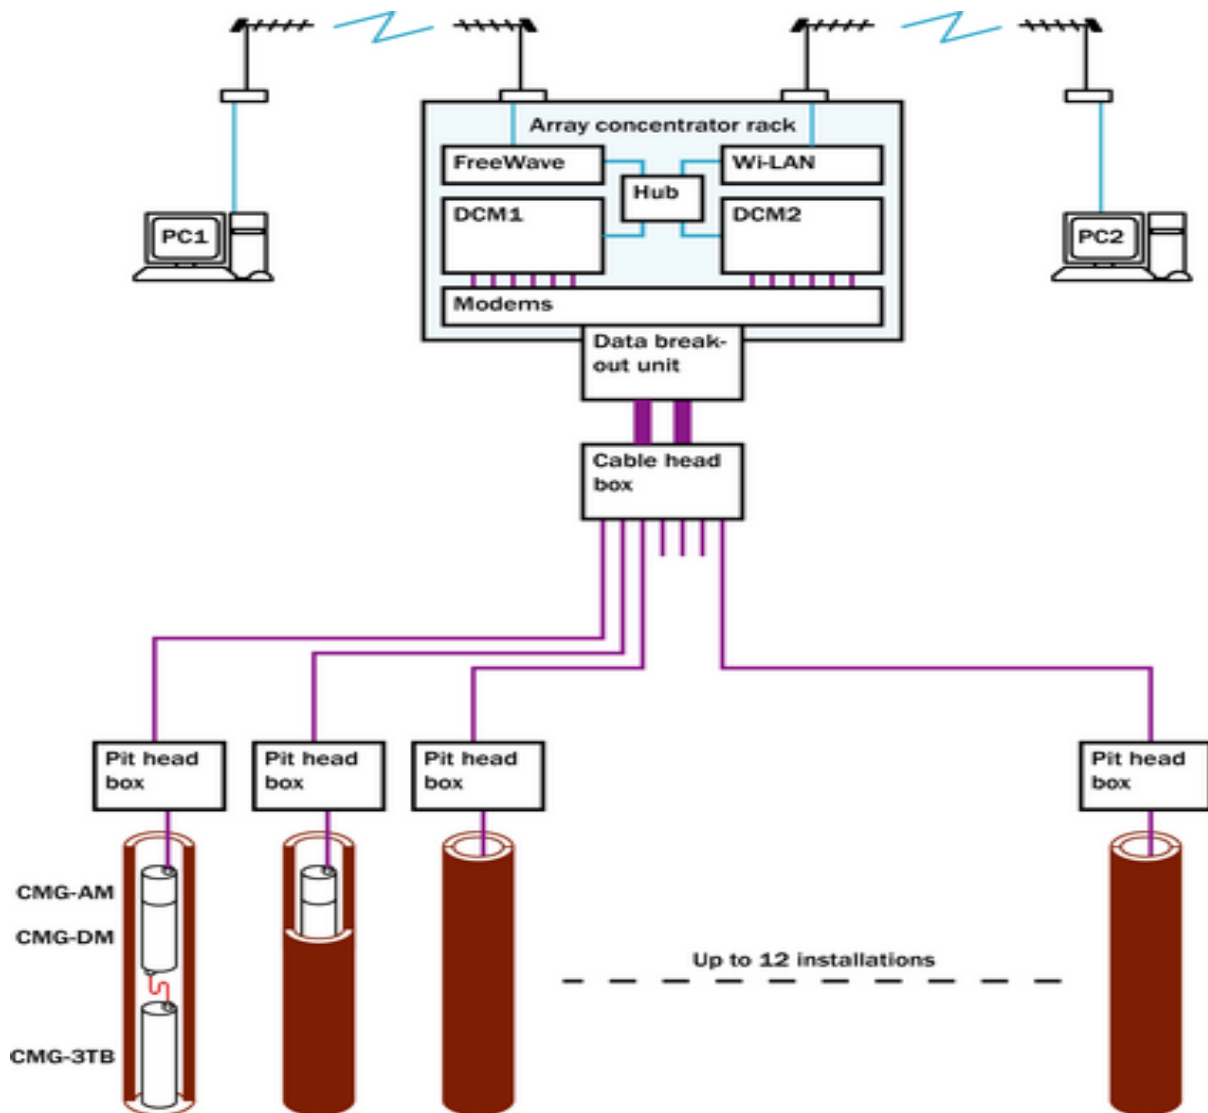 Array concentrator rack
FreeWave
Wi-LAN
Hub
DCM1
DCM2
PC1
PC2
Modems
Data break-
out unit
Cable head
box
Pit head
box
Pit head
box
Pit head
box
Pit head
box
CMG-AM
CMG-DM
Up to 12 installations
CMG-3TB